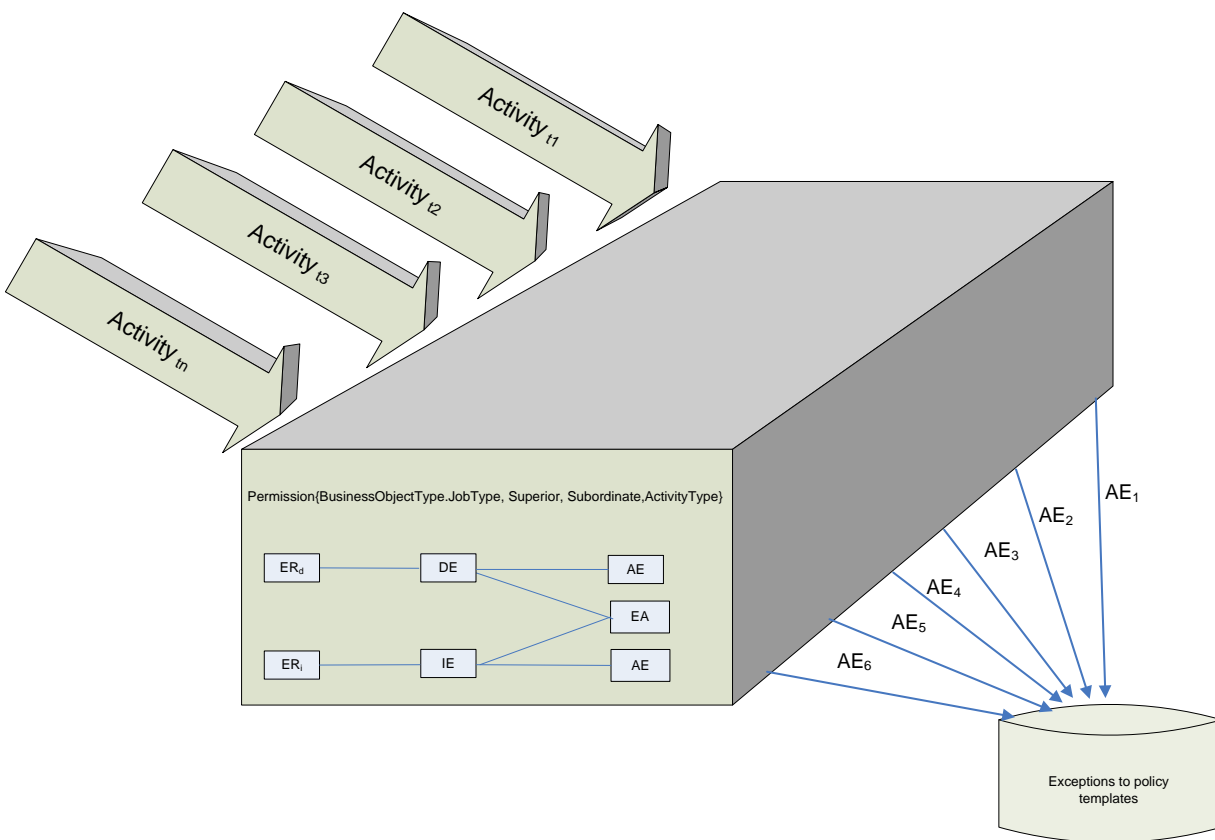 Activity t1
Activity t2
Activity t3
Activity tn
Permission{BusinessObjectType.JobType, Superior, Subordinate,ActivityType}
ERd DE AE
EA
ERi IE AE
AE1
AE2
AE3
AE4
AE5
AE6
Exceptions to policy
templates